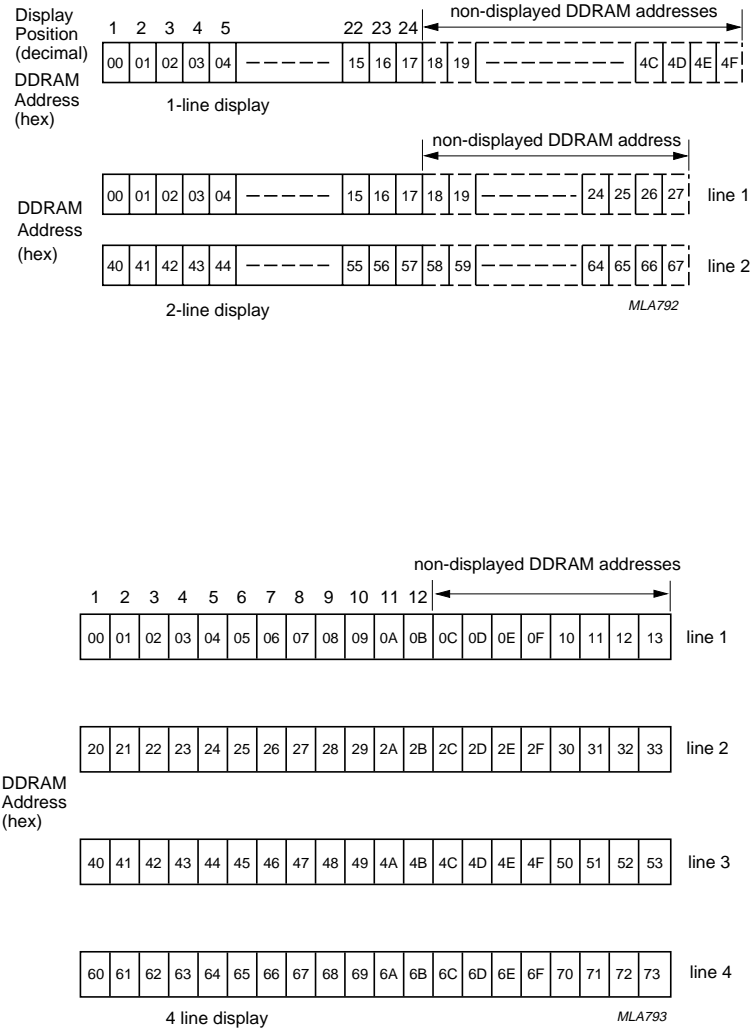 Display
Position
(decimal)
1 2 3 4 5 22 23 24
non-displayed DDRAM addresses
00 01 02 03 04 15 16 17 18 19 4C 4D 4E 4F
DDRAM
Address
(hex)
1-line display
non-displayed DDRAM address
00 01 02 03 04 15 16 17 18 19 24 25 26 27 line 1
DDRAM
Address
(hex)
40 41 42 43 44 55 56 57 58 59 64 65 66 67 line 2
2-line display
MLA792
non-displayed DDRAM addresses
1 2 3 4 5 6 7 8 9 10 11 12
00 01 02 03 04 05 06 07 08 09 0A 0B 0C 0D 0E 0F 10 11 12 13 line 1
20 21 22 23 24 25 26 27 28 29 2A 2B 2C 2D 2E 2F 30 31 32 33 line 2
DDRAM
Address
(hex)
40 41 42 43 44 45 46 47 48 49 4A 4B 4C 4D 4E 4F 50 51 52 53 line 3
60 61 62 63 64 65 66 67 68 69 6A 6B 6C 6D 6E 6F 70 71 72 73 line 4
4 line display
MLA793